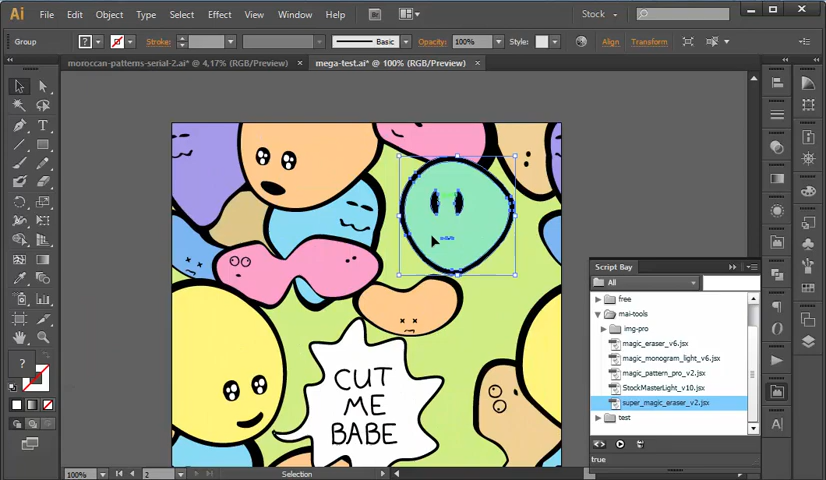 Ai File Edit Object Type Select Effect View Window Help Br Stock
Group ? Stroke: Basic Opacity: 100% Style: Align Transform
moroccan-patterns-serial-2.ai* @ 4,17% (RGB/Preview) × mega-test.ai* @ 100% (RGB/Preview) ×
CUT
ME
BABE
Script Bay
All
free
mai-tools
img-pro
magic_eraser_v6.jsx
magic_monogram_light_v6.jsx
magic_pattern_pro_v2.jsx
StockMasterLight_v10.jsx
super_magic_eraser_v2.jsx
test
true
?
100% 2 Selection